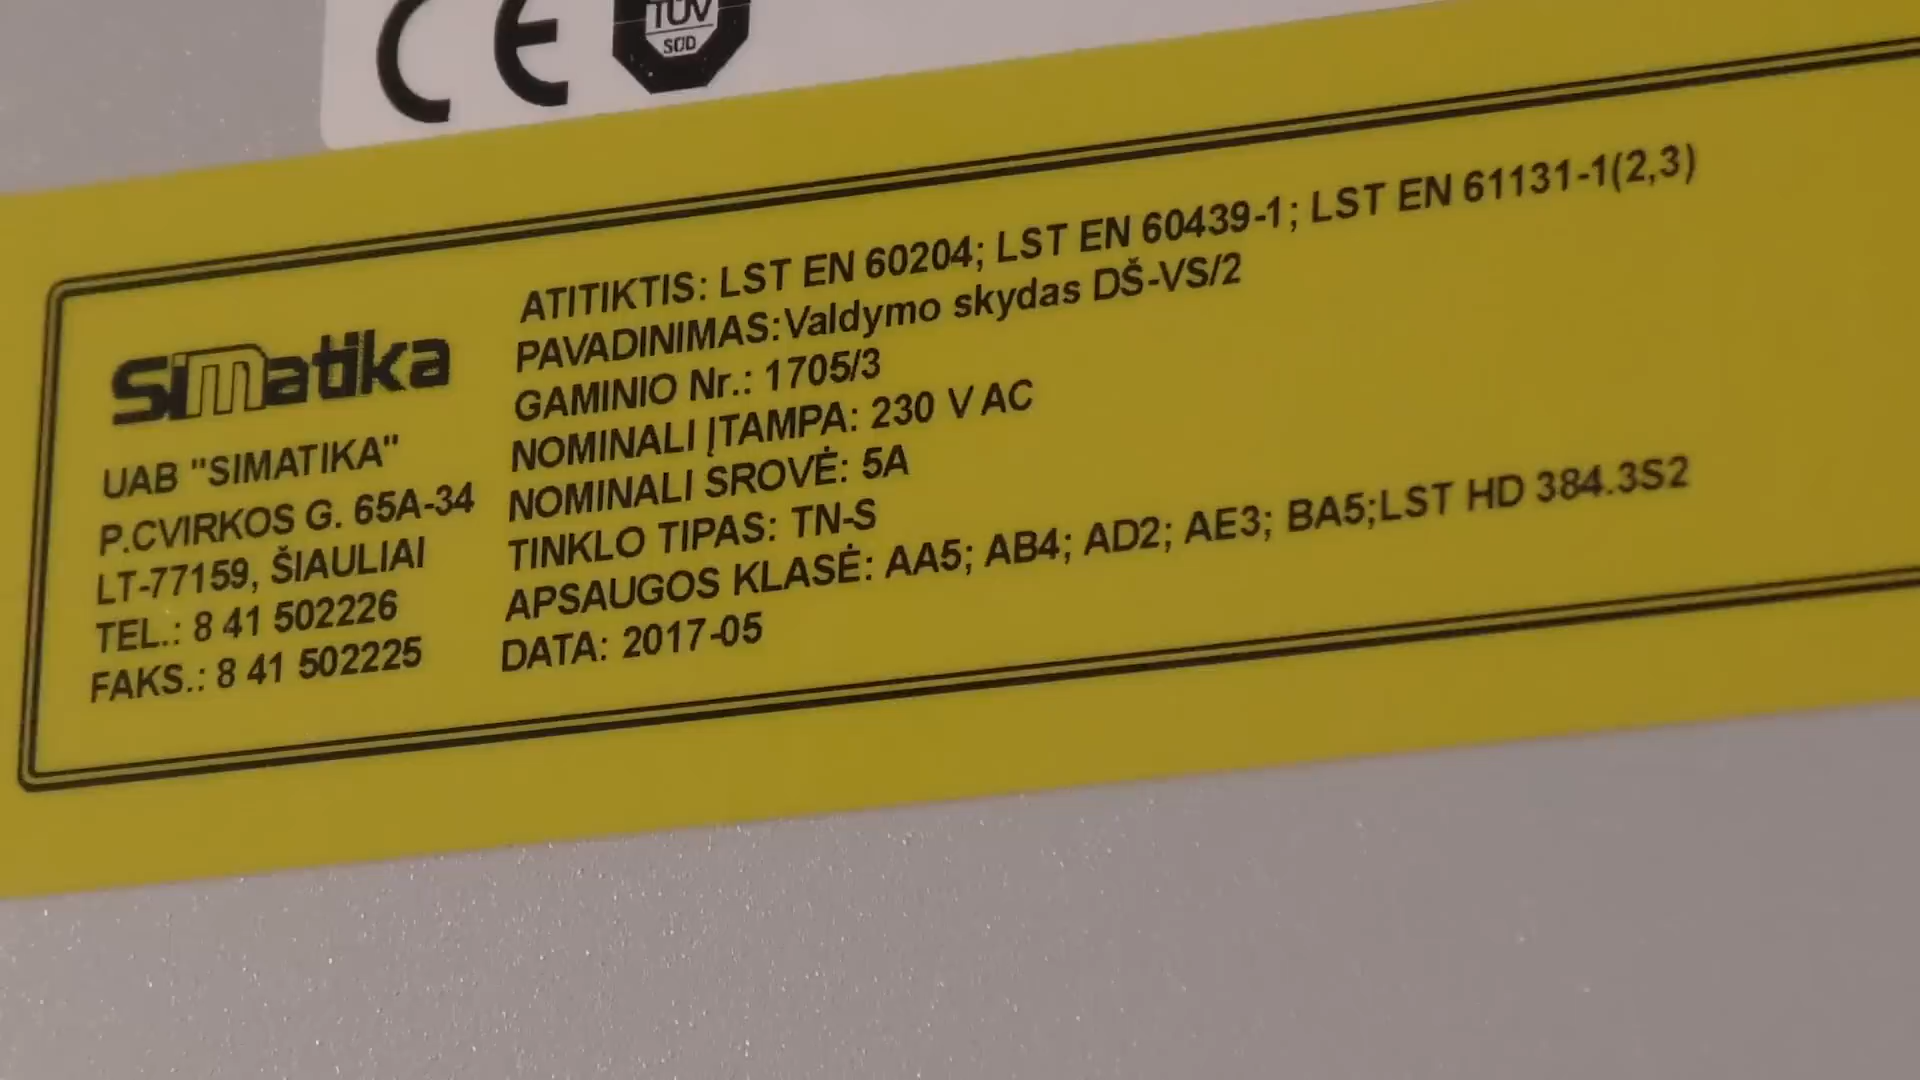 CE
TÜV
SÜD
simatika
UAB "SIMATIKA"
P.CVIRKOS G. 65A-34
LT-77159, ŠIAULIAI
TEL.: 8 41 502226
FAKS.: 8 41 502225
ATITIKTIS: LST EN 60204; LST EN 60439-1; LST EN 61131-1(2,3)
PAVADINIMAS:Valdymo skydas DŠ-VS/2
GAMINIO Nr.: 1705/3
NOMINALI ĮTAMPA: 230 V AC
NOMINALI SROVĖ: 5A
TINKLO TIPAS: TN-S
APSAUGOS KLASĖ: AA5; AB4; AD2; AE3; BA5;LST HD 384.3S2
DATA: 2017-05